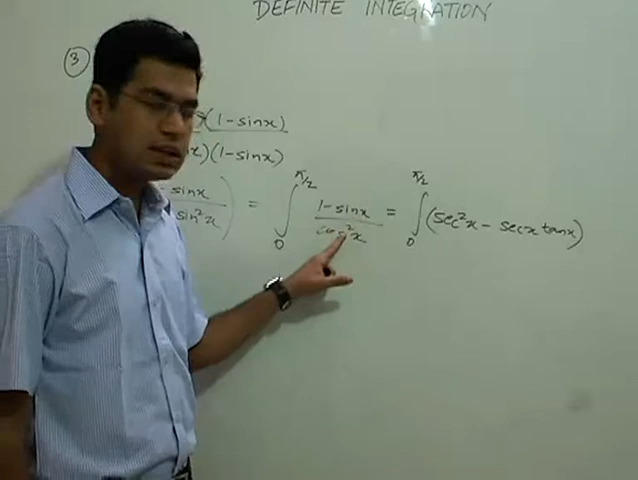 DEFINITE INTEGRATION
3
(1-sinx)
x)(1-sinx)
sinx / sin²x ) = ∫₀^π/2 1-sinx / cos²x = ∫₀^π/2 (sec²x - secx tanx)